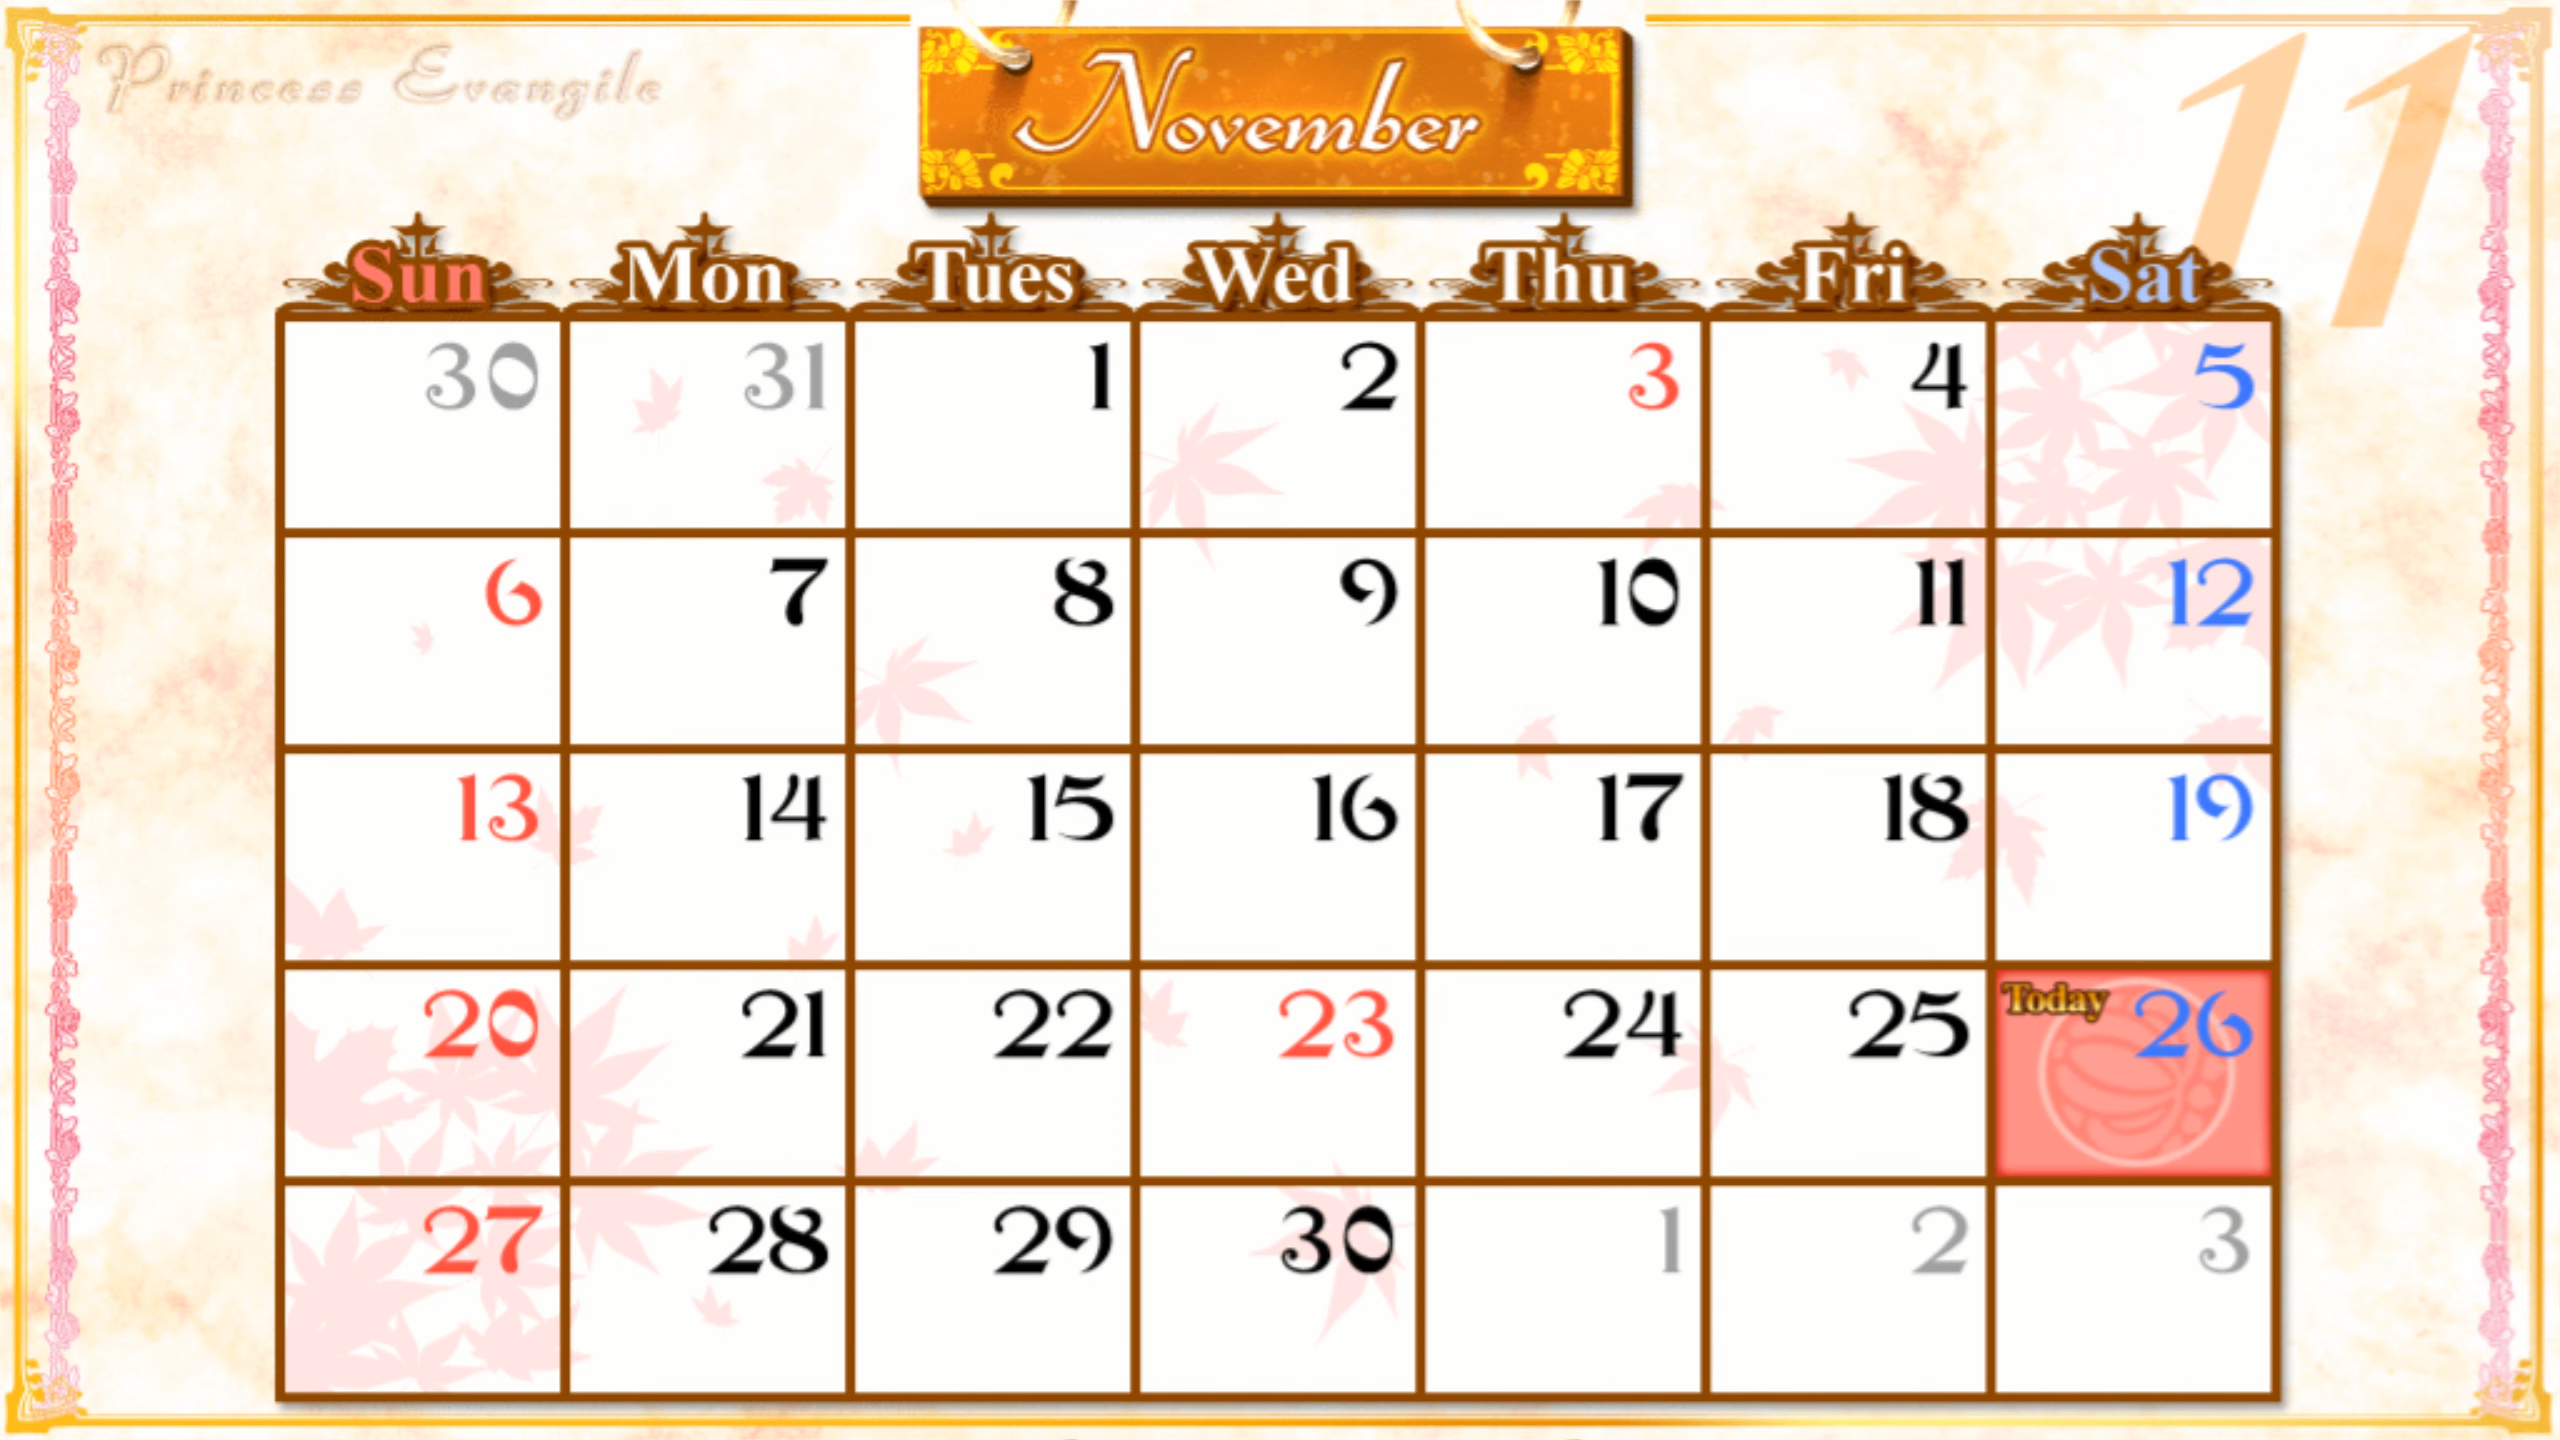 Princess Evangile
November
11
Sun Mon Tues Wed Thu Fri Sat
30 31 1 2 3 4 5
6 7 8 9 10 11 12
13 14 15 16 17 18 19
20 21 22 23 24 25 Today 26
27 28 29 30 1 2 3